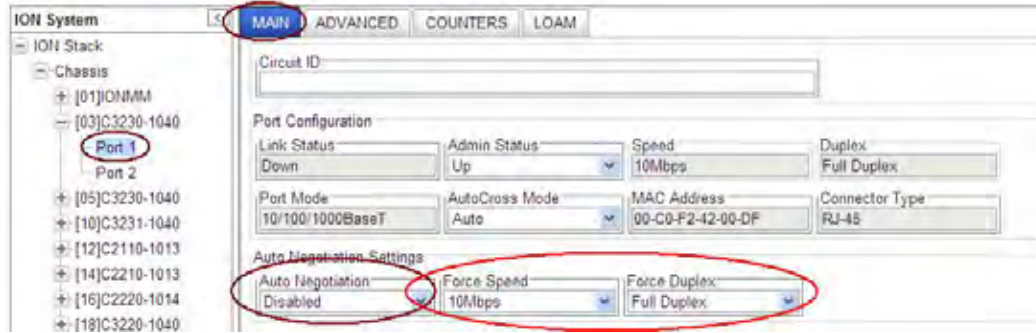 ION System
MAIN ADVANCED COUNTERS LOAM
ION Stack
Chassis
[01]IONMM
[03]C3230-1040
Port 1
Port 2
[05]C3230-1040
[10]C3231-1040
[12]C2110-1013
[14]C2210-1013
[16]C2220-1014
[18]C3220-1040
Circuit ID
Port Configuration
Link Status Admin Status Speed Duplex
Down Up 10Mbps Full Duplex
Port Mode AutoCross Mode MAC Address Connector Type
10/100/1000BaseT Auto 00-C0-F2-42-00-DF RJ-45
Auto Negotiation Settings
Auto Negotiation Force Speed Force Duplex
Disabled 10Mbps Full Duplex